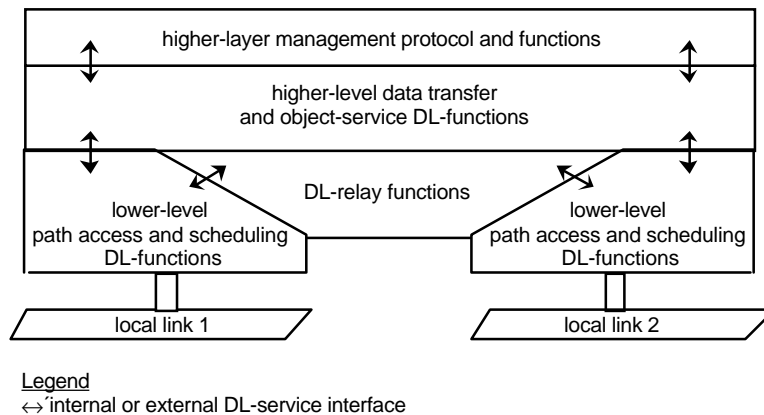 higher-layer management protocol and functions
higher-level data transfer
and object-service DL-functions
DL-relay functions
lower-level
path access and scheduling
DL-functions
lower-level
path access and scheduling
DL-functions
local link 1
local link 2
Legend
↔´internal or external DL-service interface